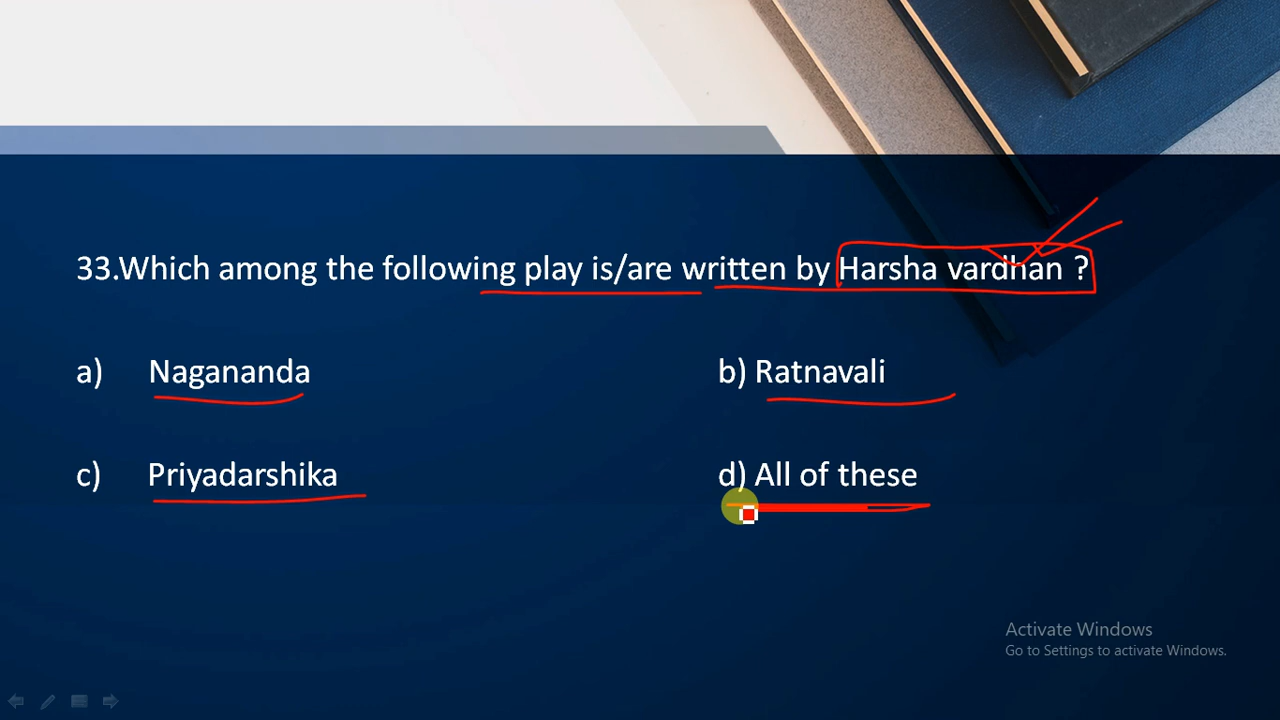 33.Which among the following play is/are written by Harsha vardhan ?
a) Nagananda
b) Ratnavali
c) Priyadarshika
d) All of these
Activate Windows
Go to Settings to activate Windows.